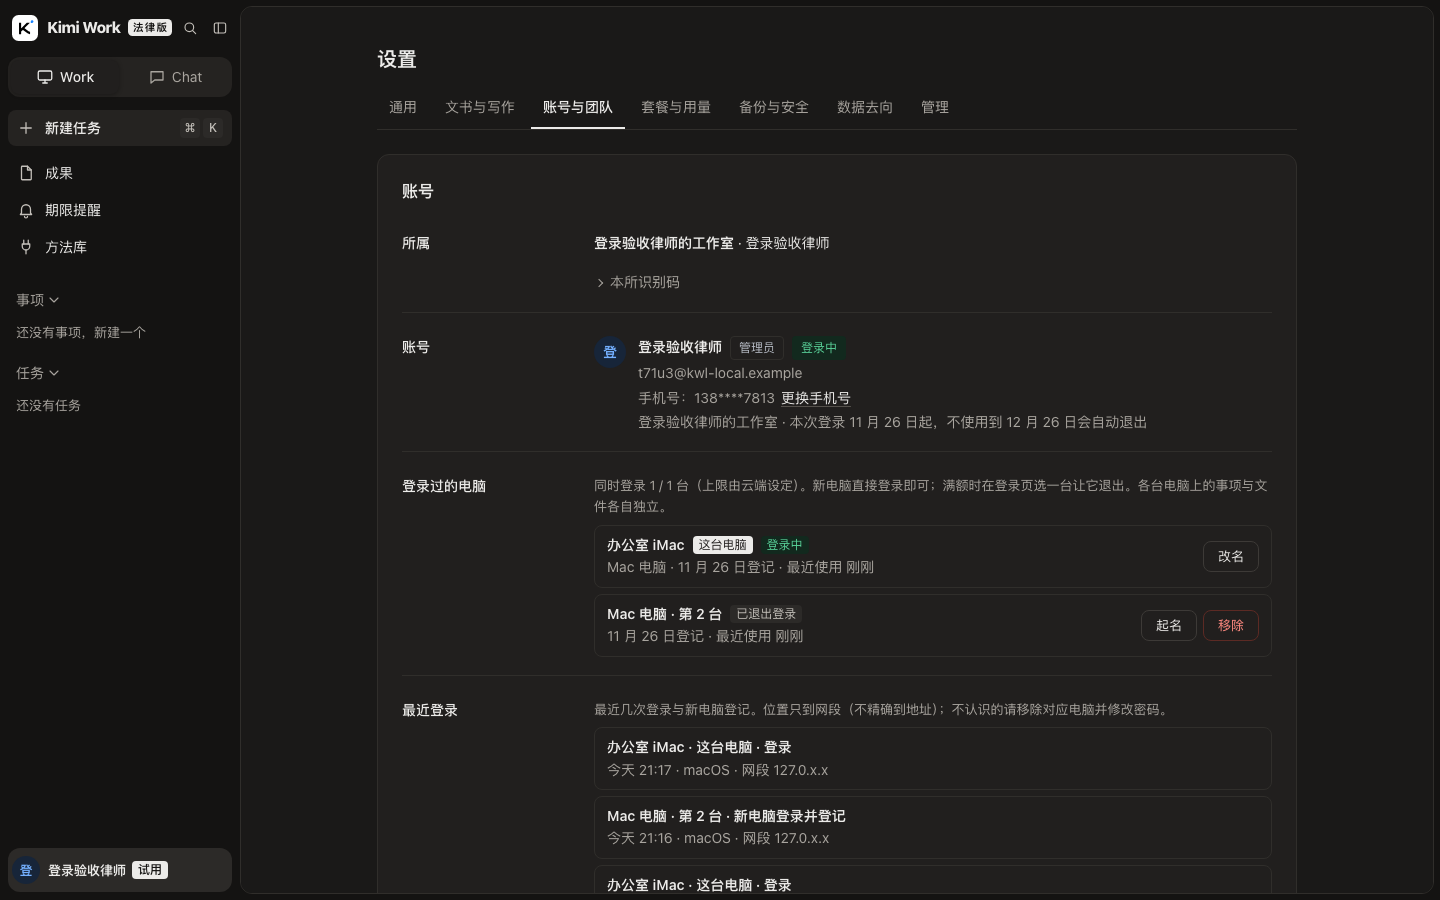 Kimi Work 法律版
Work Chat
新建任务 ⌘ K
成果
期限提醒
方法库
事项
还没有事项，新建一个
任务
还没有任务
登 登录验收律师 试用
设置
通用 文书与写作 账号与团队 套餐与用量 备份与安全 数据去向 管理
账号
所属 登录验收律师的工作室 · 登录验收律师
本所识别码
账号 登 登录验收律师 管理员 登录中
t71u3@kwl-local.example
手机号：138****7813 更换手机号
登录验收律师的工作室 · 本次登录 11 月 26 日起，不使用到 12 月 26 日会自动退出
登录过的电脑 同时登录 1 / 1 台（上限由云端设定）。新电脑直接登录即可；满额时在登录页选一台让它退出。各台电脑上的事项与文
件各自独立。
办公室 iMac 这台电脑 登录中
Mac 电脑 · 11 月 26 日登记 · 最近使用 刚刚
改名
Mac 电脑 · 第 2 台 已退出登录
11 月 26 日登记 · 最近使用 刚刚
起名 移除
最近登录 最近几次登录与新电脑登记。位置只到网段（不精确到地址）；不认识的请移除对应电脑并修改密码。
办公室 iMac · 这台电脑 · 登录
今天 21:17 · macOS · 网段 127.0.x.x
Mac 电脑 · 第 2 台 · 新电脑登录并登记
今天 21:16 · macOS · 网段 127.0.x.x
办公室 iMac · 这台电脑 · 登录